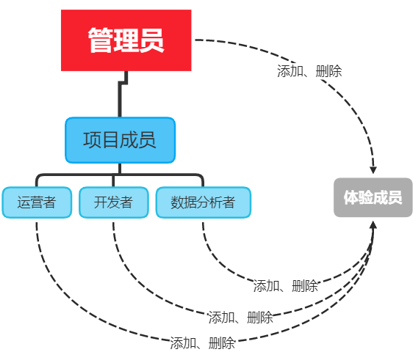 管理员
添加、删除
项目成员
体验成员
运营者
开发者
数据分析者
添加、删除
添加、删除
添加、删除